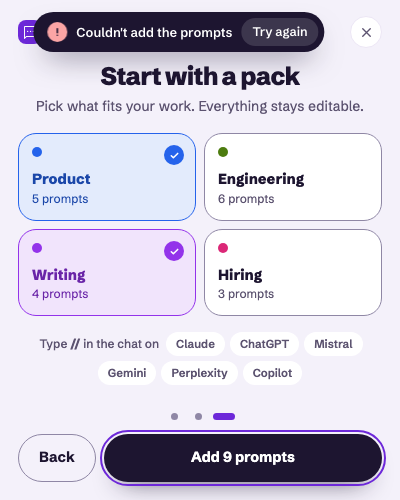 Couldn't add the prompts Try again
Start with a pack
Pick what fits your work. Everything stays editable.
Product
5 prompts
Engineering
6 prompts
Writing
4 prompts
Hiring
3 prompts
Type // in the chat on Claude ChatGPT Mistral
Gemini Perplexity Copilot
Back Add 9 prompts